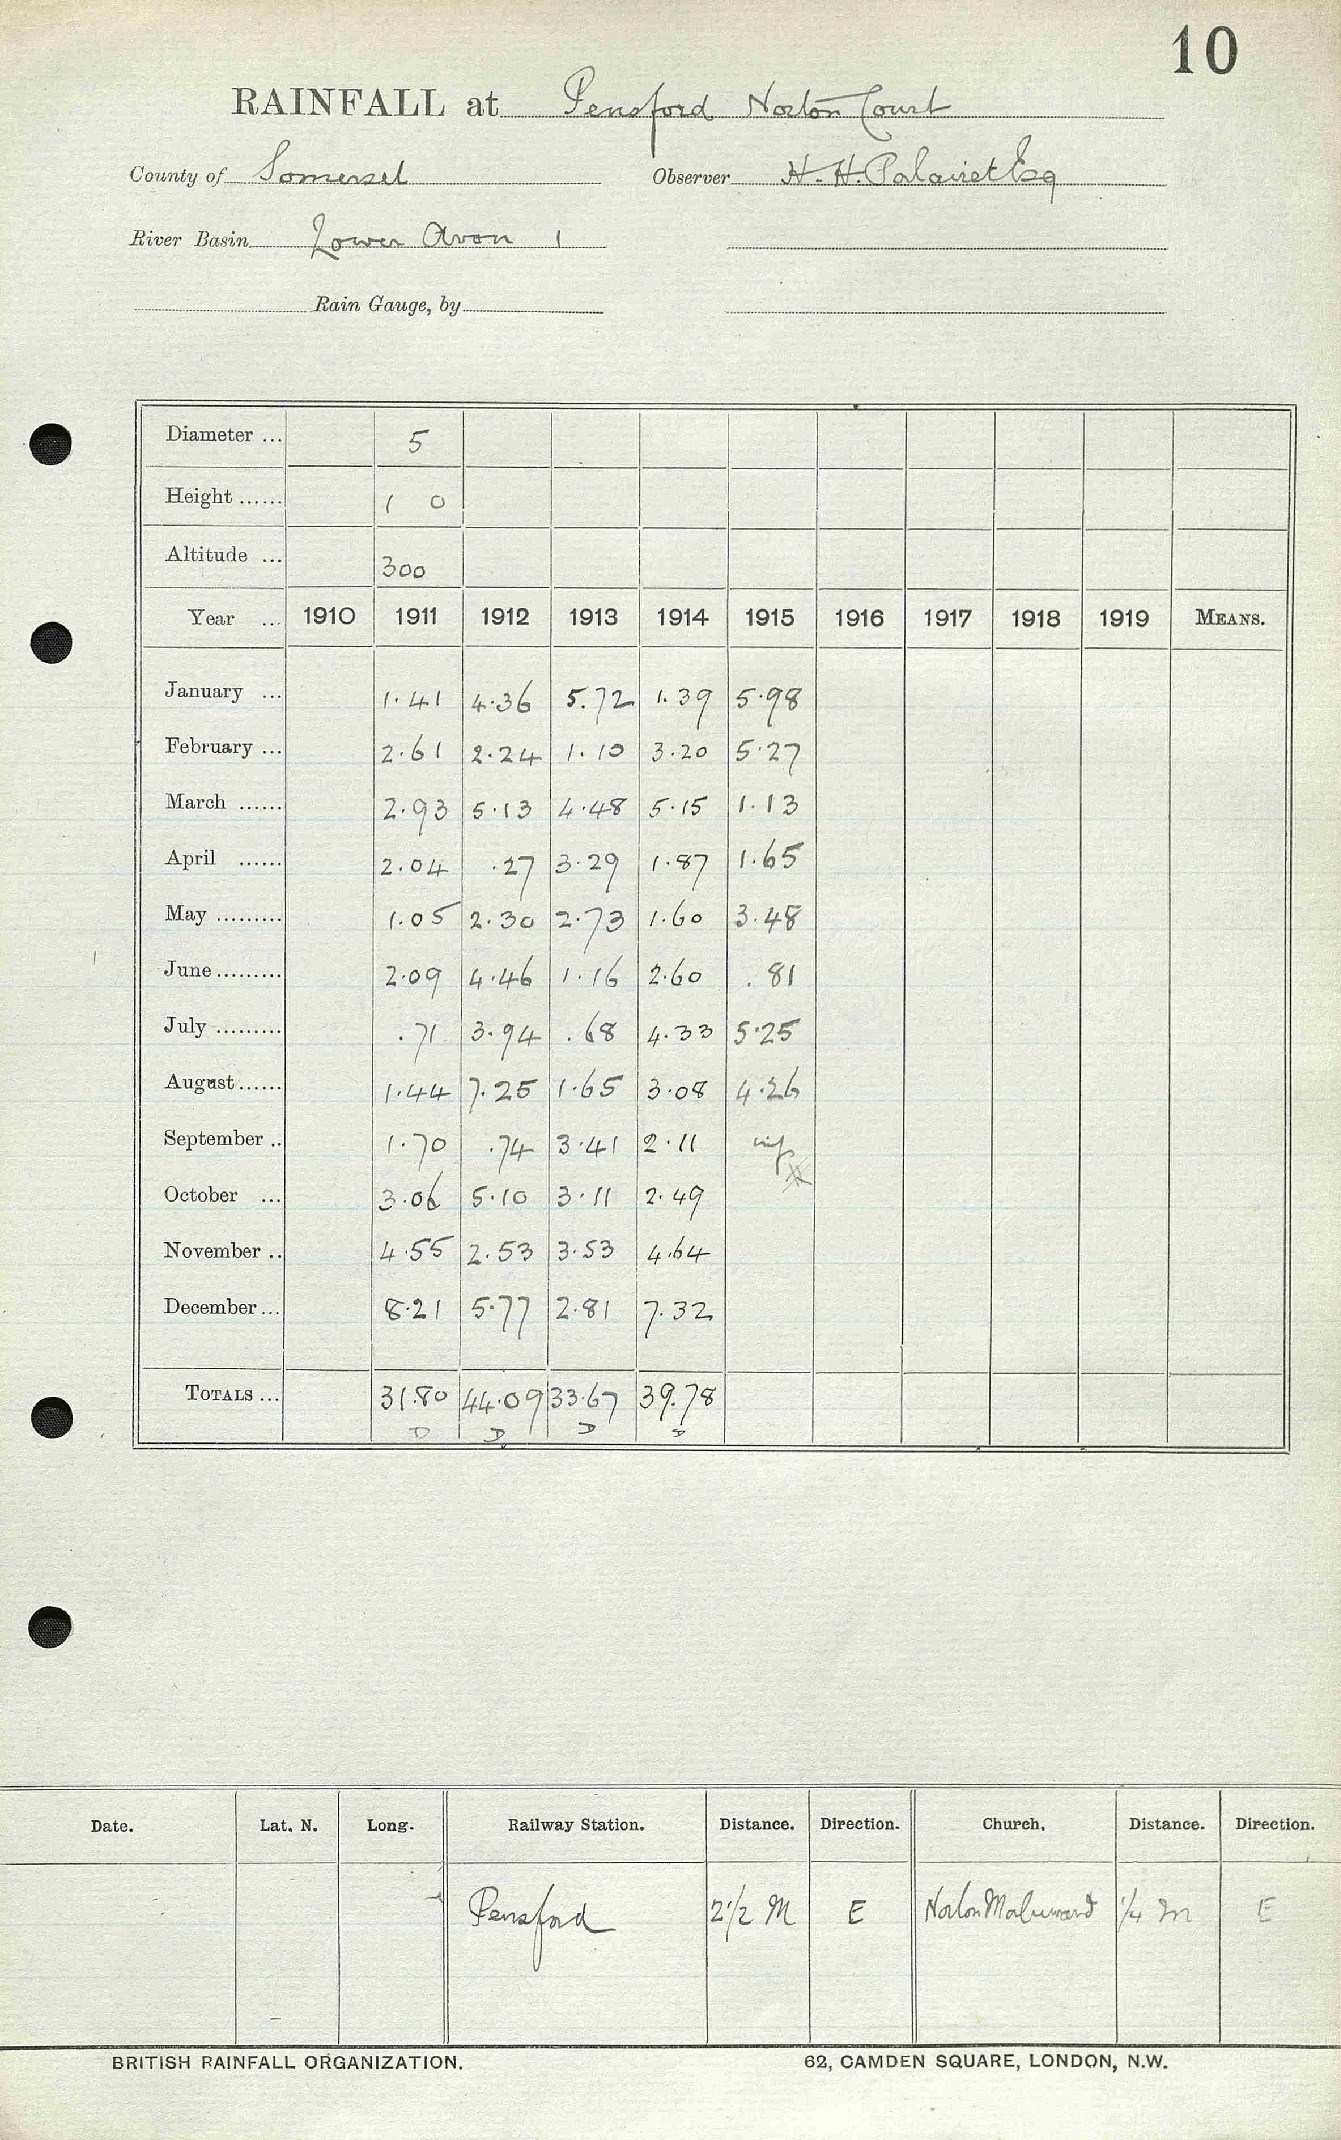 10
RAINFALL at Pensford Norton Court
County of Somerset Observer H. H. Palairet Esq
River Basin Lower Avon 1
Rain Gauge, by
Diameter ... 5
Height ...... 1 0
Altitude ... 300
Year ... 1910 1911 1912 1913 1914 1915 1916 1917 1918 1919 MEANS.
January ... 1.41 4.36 5.72 1.39 5.98
February ... 2.61 2.24 1.10 3.20 5.27
March ...... 2.93 5.13 4.48 5.15 1.13
April ...... 2.04 .27 3.29 1.87 1.65
May ......... 1.05 2.30 2.73 1.60 3.48
June ......... 2.09 4.46 1.16 2.60 .81
July ......... .71 3.94 .68 4.33 5.25
August ...... 1.44 7.25 1.65 3.08 4.26
September .. 1.70 .74 3.41 2.11
October ... 3.06 5.10 3.11 2.49
November .. 4.55 2.53 3.53 4.64
December ... 8.21 5.77 2.81 7.32
TOTALS ... 31.80 44.09 33.67 39.78
D D D D
Date. Lat. N. Long. Railway Station. Distance. Direction. Church. Distance. Direction.
Pensford 2 1/2 M E Norton Malreward 1/4 m E
BRITISH RAINFALL ORGANIZATION. 62, CAMDEN SQUARE, LONDON, N.W.